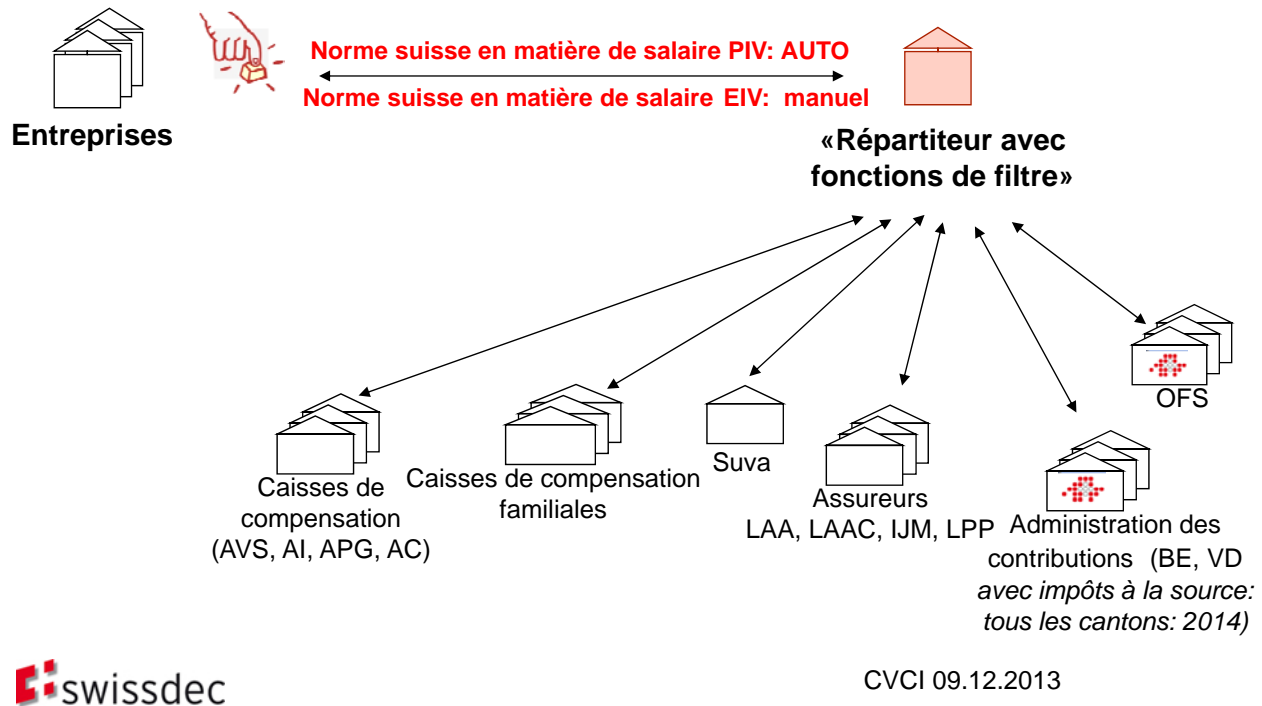 Norme suisse en matière de salaire PIV: AUTO
Norme suisse en matière de salaire EIV: manuel
Entreprises
«Répartiteur avec
fonctions de filtre»
OFS
Suva
Caisses de compensation
familiales
Caisses de
compensation
(AVS, AI, APG, AC)
Assureurs
LAA, LAAC, IJM, LPP
Administration des
contributions (BE, VD
avec impôts à la source:
tous les cantons: 2014)
swissdec
CVCI 09.12.2013